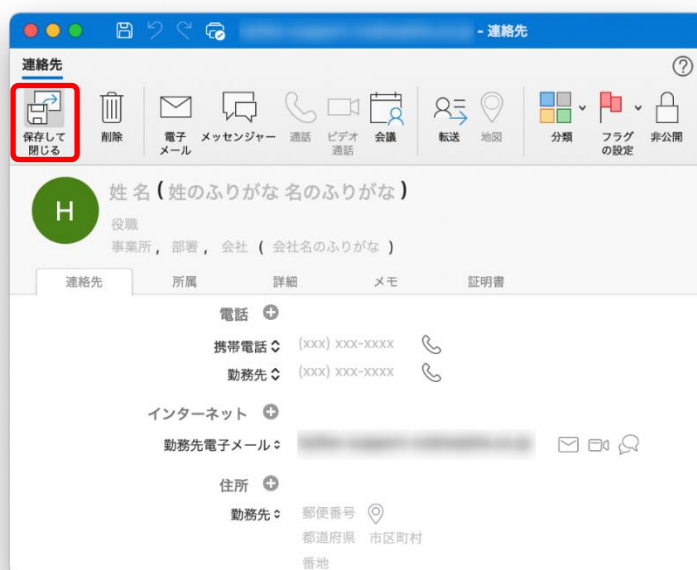 - 連絡先
連絡先
保存して
閉じる
削除
電子
メール
メッセンジャー
通話
ビデオ
通話
会議
転送
地図
分類
フラグ
の設定
非公開
H
姓 名 ( 姓のふりがな 名のふりがな )
役職
事業所 , 部署 , 会社 ( 会社名のふりがな )
連絡先 所属 詳細 メモ 証明書
電話
携帯電話 (xxx) xxx-xxxx
勤務先 (xxx) xxx-xxxx
インターネット
勤務先電子メール
住所
勤務先 郵便番号
都道府県 市区町村
番地